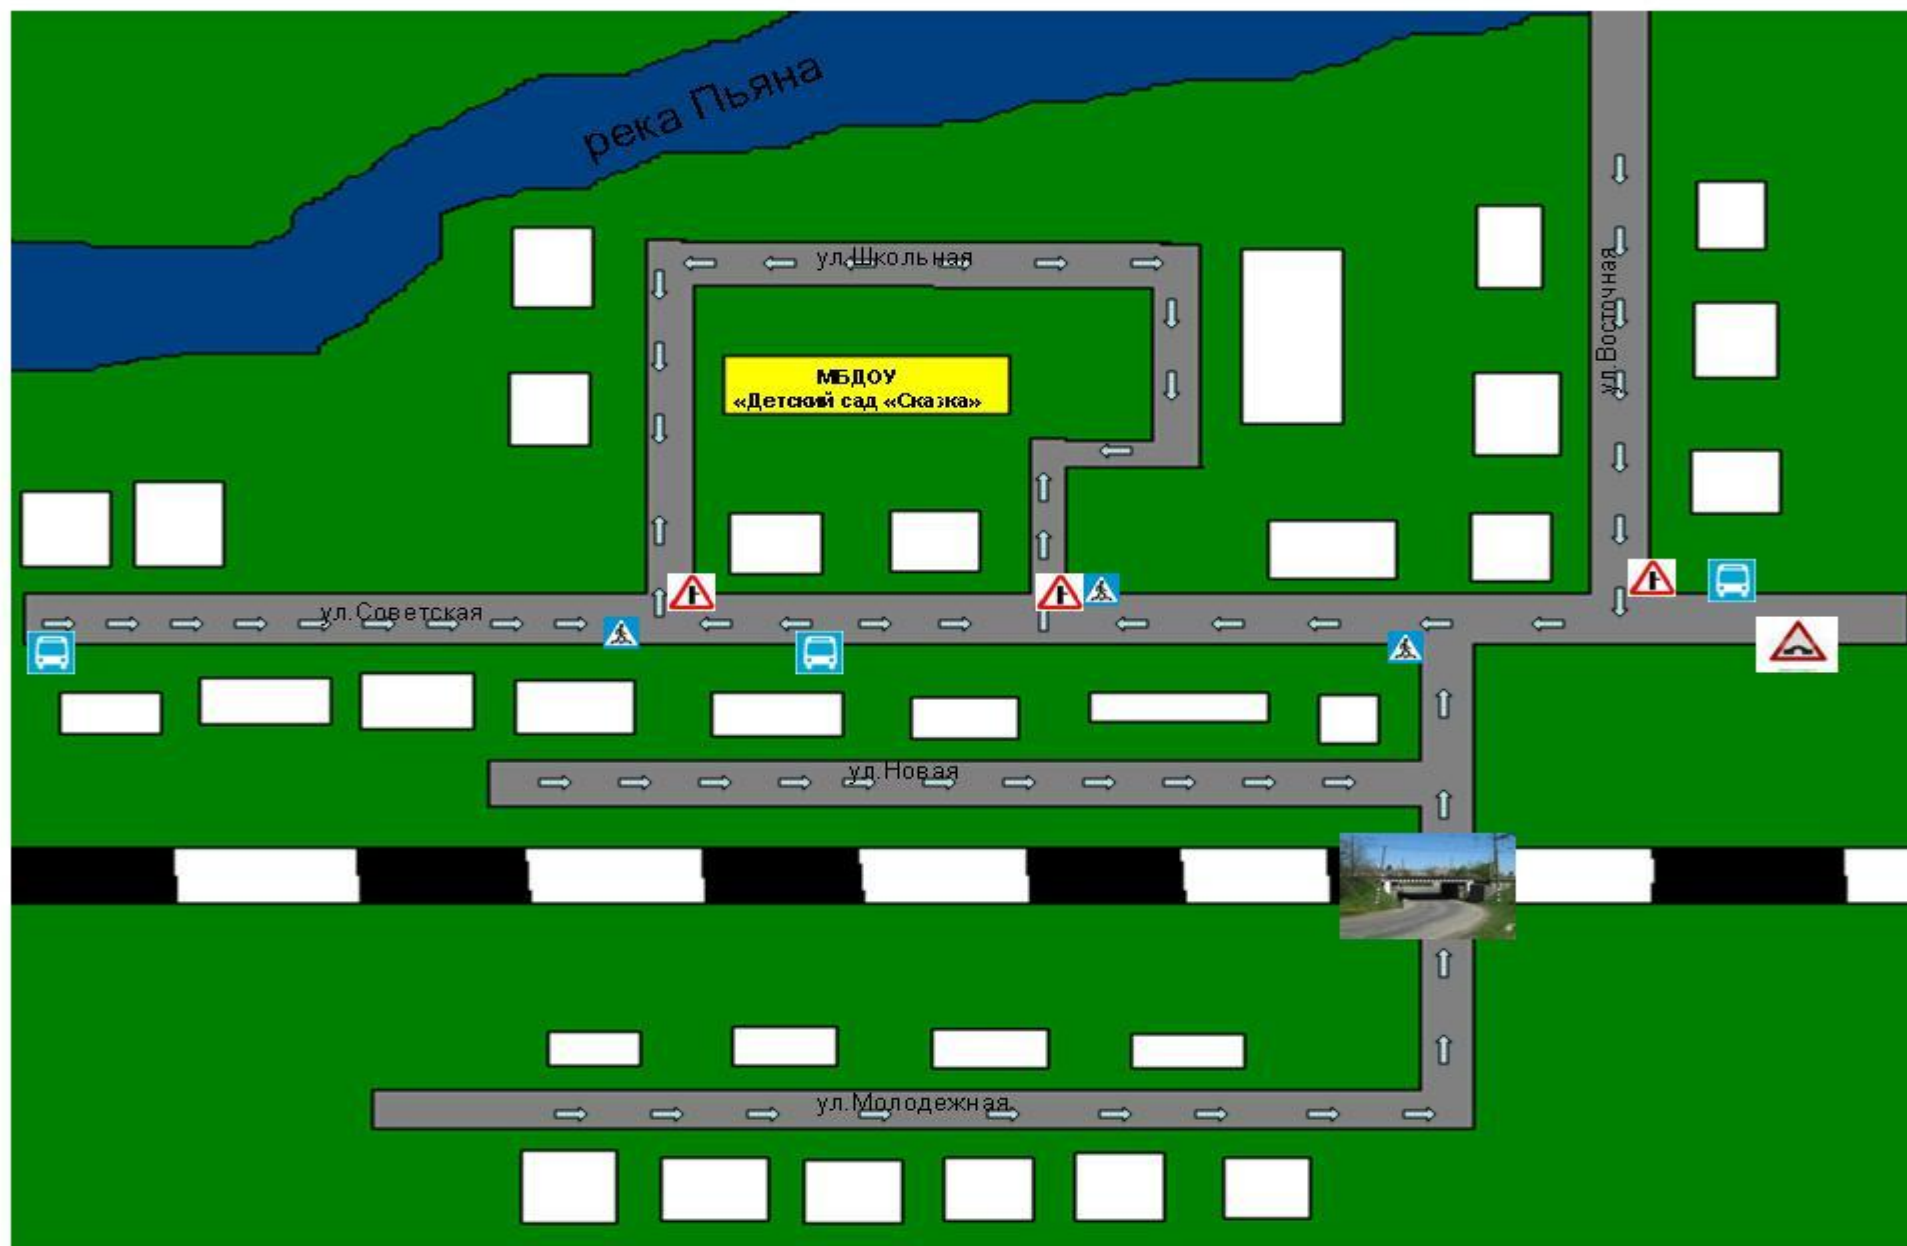 река Пьяна
ул.Школьная
ул.Восточная
МБДОУ
«Детский сад «Сказка»
ул.Советская
ул.Новая
ул.Молодежная